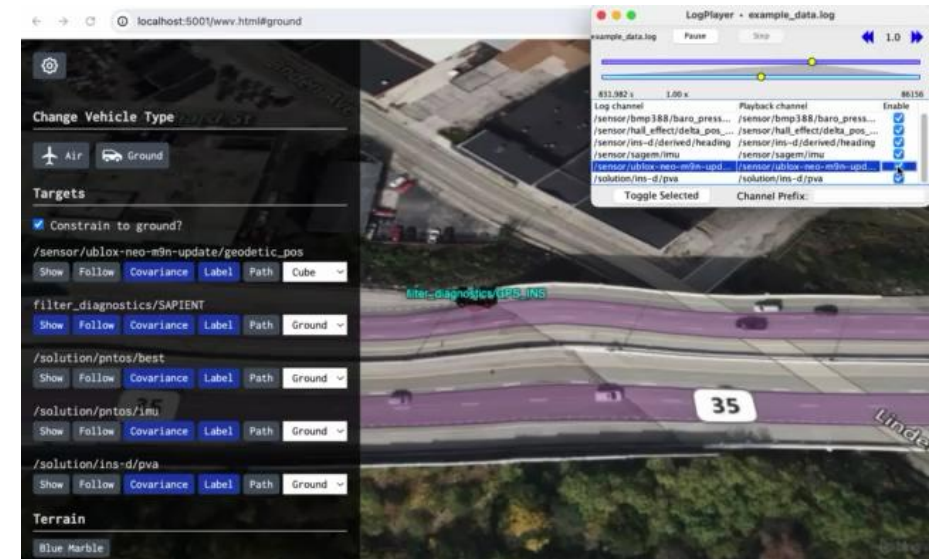 localhost:5001/wwv.html#ground
LogPlayer - example_data.log
example_data.log Pause Step 1.0
831.982 s 1.00 x 86156
Log channel Playback channel Enable
/sensor/bmp388/baro_press... /sensor/bmp388/baro_press...
/sensor/hall_effect/delta_pos_... /sensor/hall_effect/delta_pos_...
/sensor/ins-d/derived/heading /sensor/ins-d/derived/heading
/sensor/sagem/imu /sensor/sagem/imu
/sensor/ublox-neo-m9n-upd... /sensor/ublox-neo-m9n-upd...
/solution/ins-d/pva /solution/ins-d/pva
Toggle Selected Channel Prefix:
Change Vehicle Type
Air Ground
Targets
Constrain to ground?
/sensor/ublox-neo-m9n-update/geodetic_pos
Show Follow Covariance Label Path Cube
filter_diagnostics/SAPIENT
Show Follow Covariance Label Path Ground
/solution/pntos/best
Show Follow Covariance Label Path Ground
/solution/pntos/imu
Show Follow Covariance Label Path Ground
/solution/ins-d/pva
Show Follow Covariance Label Path Ground
Terrain
Blue Marble
filter_diagnostics/GPS_INS
35
35